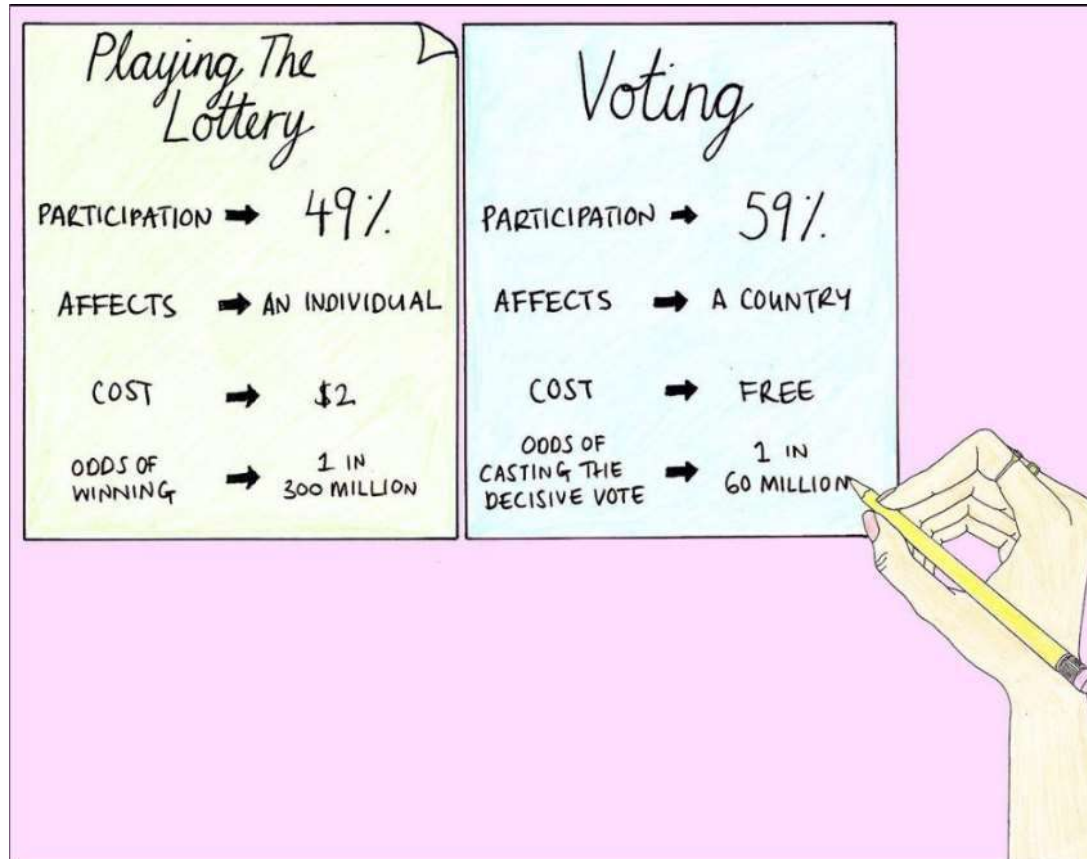 Playing The
Lottery
PARTICIPATION ➡ 49%
AFFECTS ➡ AN INDIVIDUAL
COST ➡ $2
ODDS OF
WINNING ➡ 1 IN
300 MILLION
Voting
PARTICIPATION ➡ 59%
AFFECTS ➡ A COUNTRY
COST ➡ FREE
ODDS OF
CASTING THE
DECISIVE VOTE ➡ 1 IN
60 MILLION